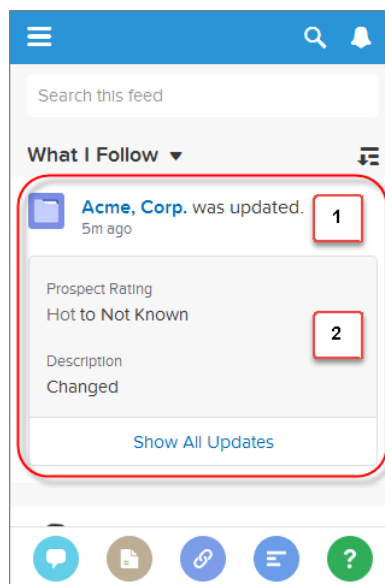 Search this feed
What I Follow
Acme, Corp. was updated.
5m ago
1
Prospect Rating
Hot to Not Known
2
Description
Changed
Show All Updates
?